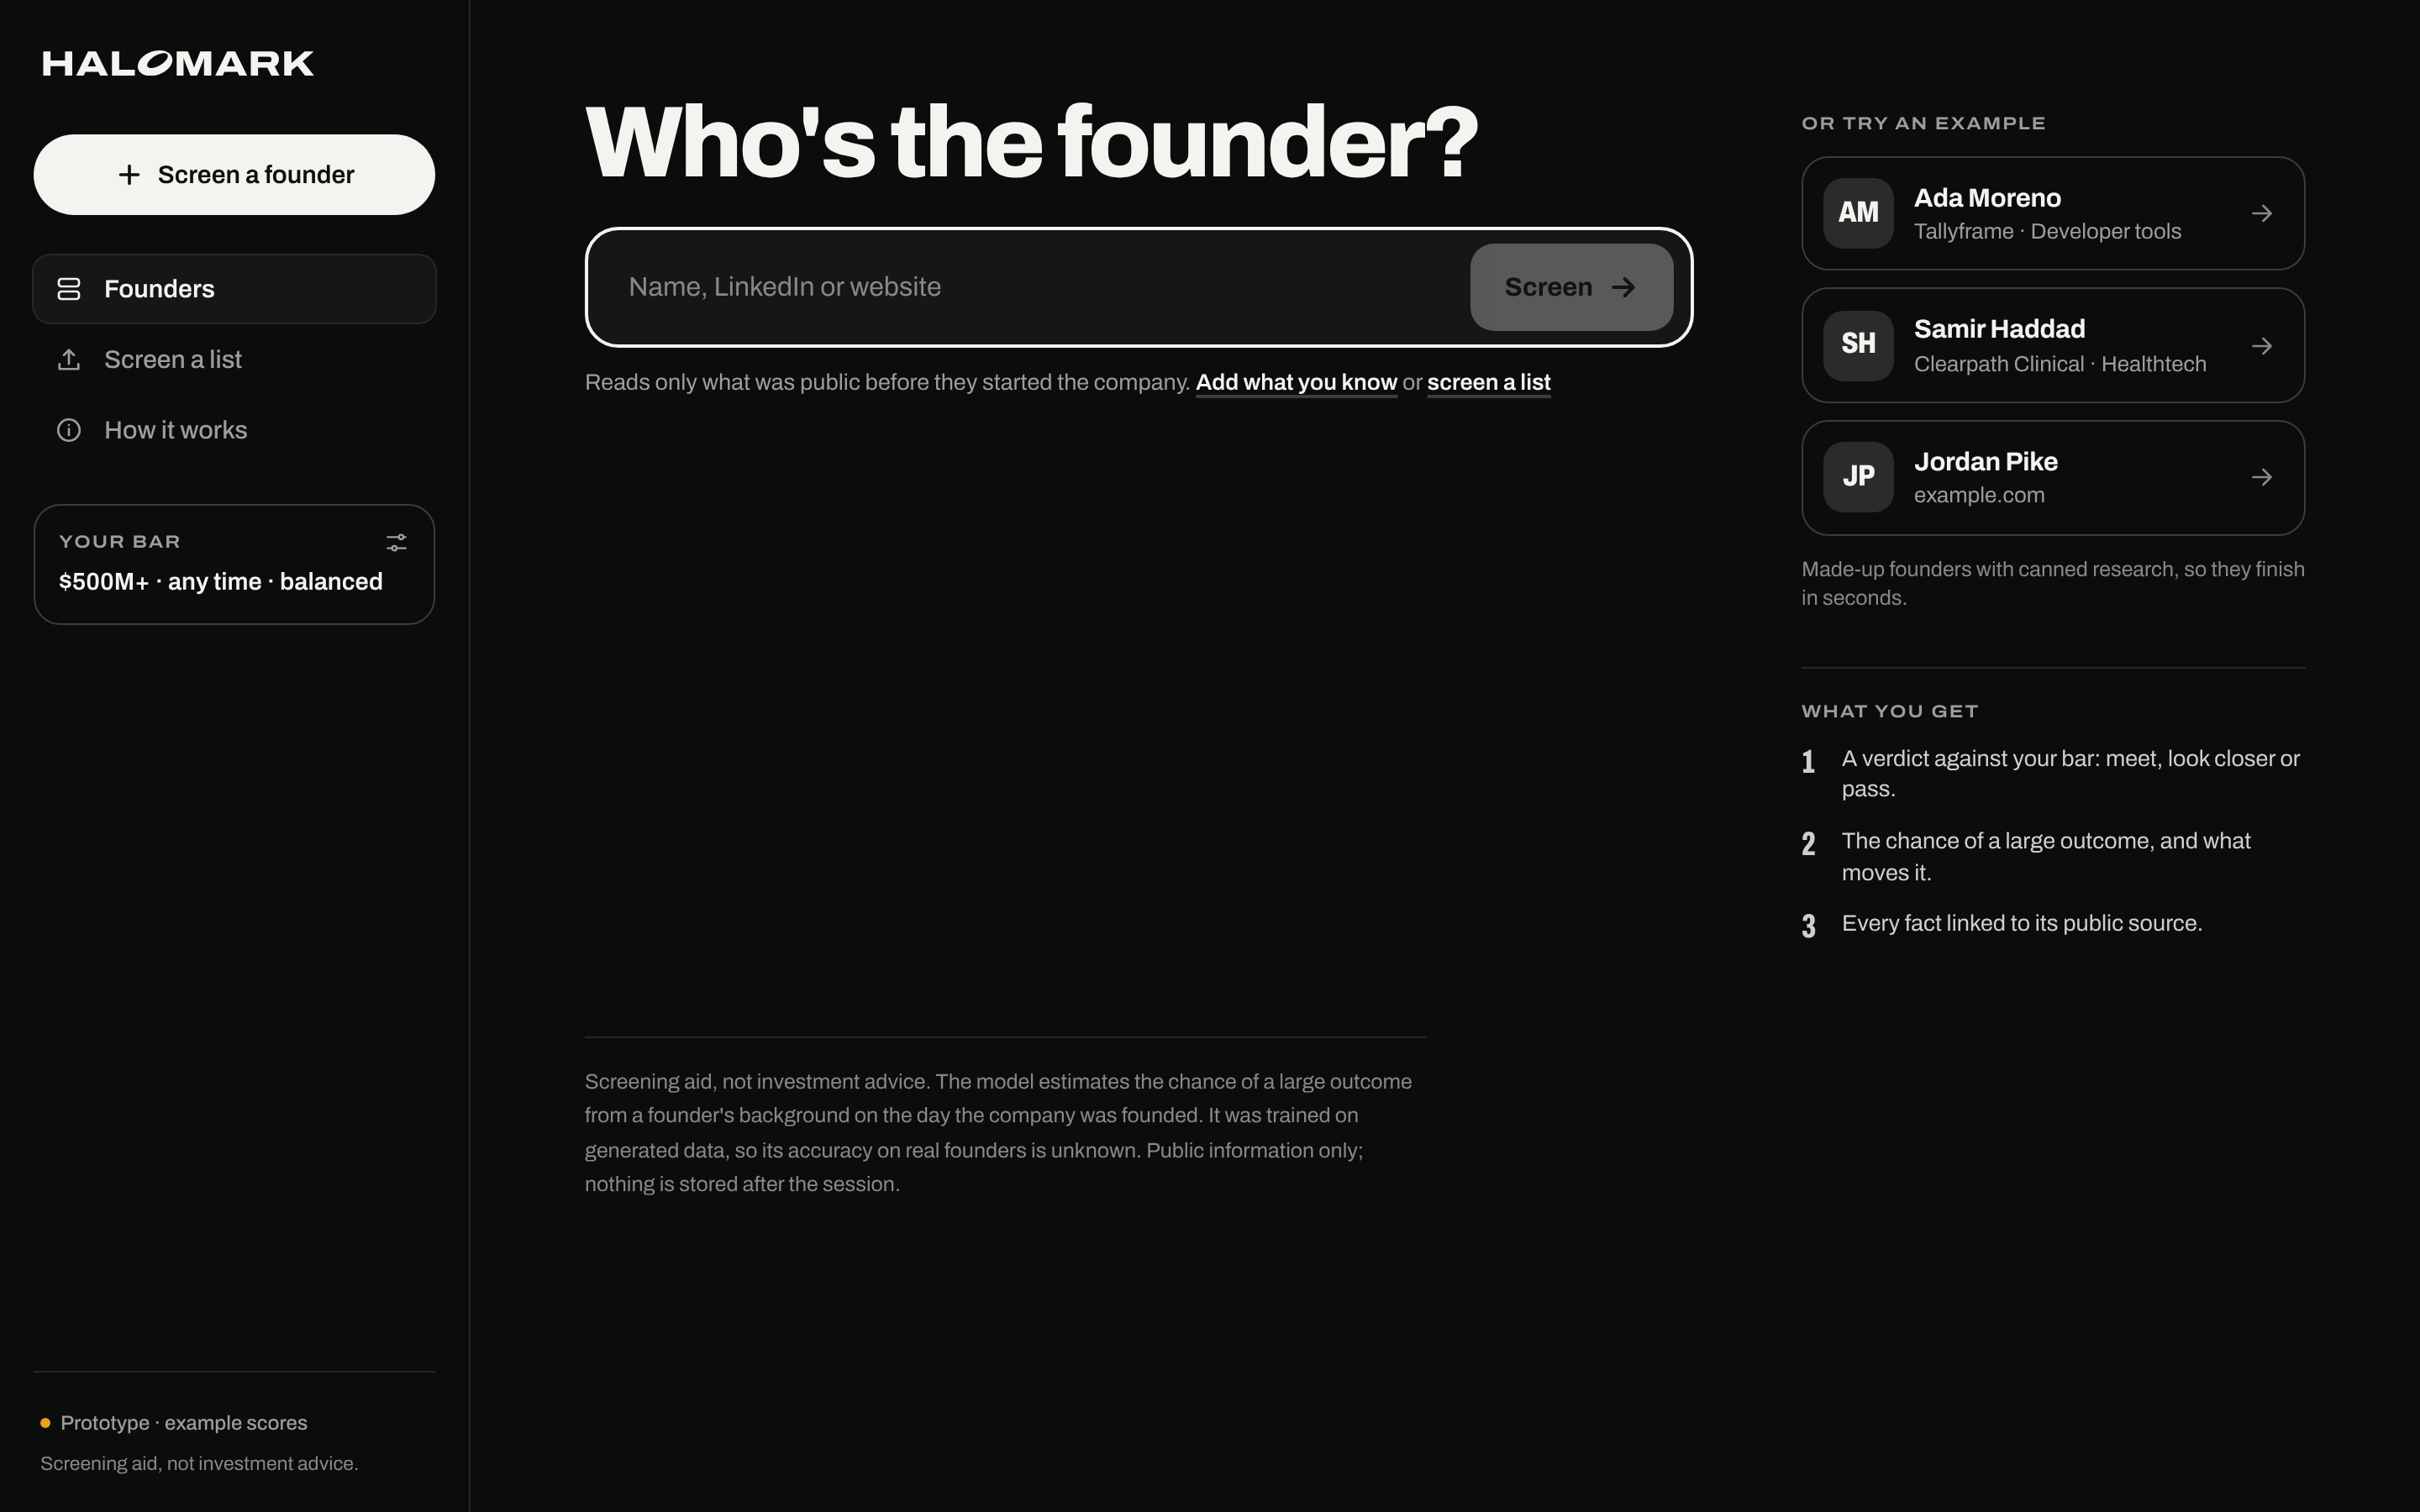 HALOMARK
Screen a founder
Founders
Screen a list
How it works
YOUR BAR
$500M+ · any time · balanced
Prototype · example scores
Screening aid, not investment advice.
Who's the founder?
Name, LinkedIn or website
Screen
Reads only what was public before they started the company. Add what you know or screen a list
Screening aid, not investment advice. The model estimates the chance of a large outcome
from a founder's background on the day the company was founded. It was trained on
generated data, so its accuracy on real founders is unknown. Public information only;
nothing is stored after the session.
OR TRY AN EXAMPLE
AM
Ada Moreno
Tallyframe · Developer tools
SH
Samir Haddad
Clearpath Clinical · Healthtech
JP
Jordan Pike
example.com
Made-up founders with canned research, so they finish
in seconds.
WHAT YOU GET
1 A verdict against your bar: meet, look closer or
pass.
2 The chance of a large outcome, and what
moves it.
3 Every fact linked to its public source.